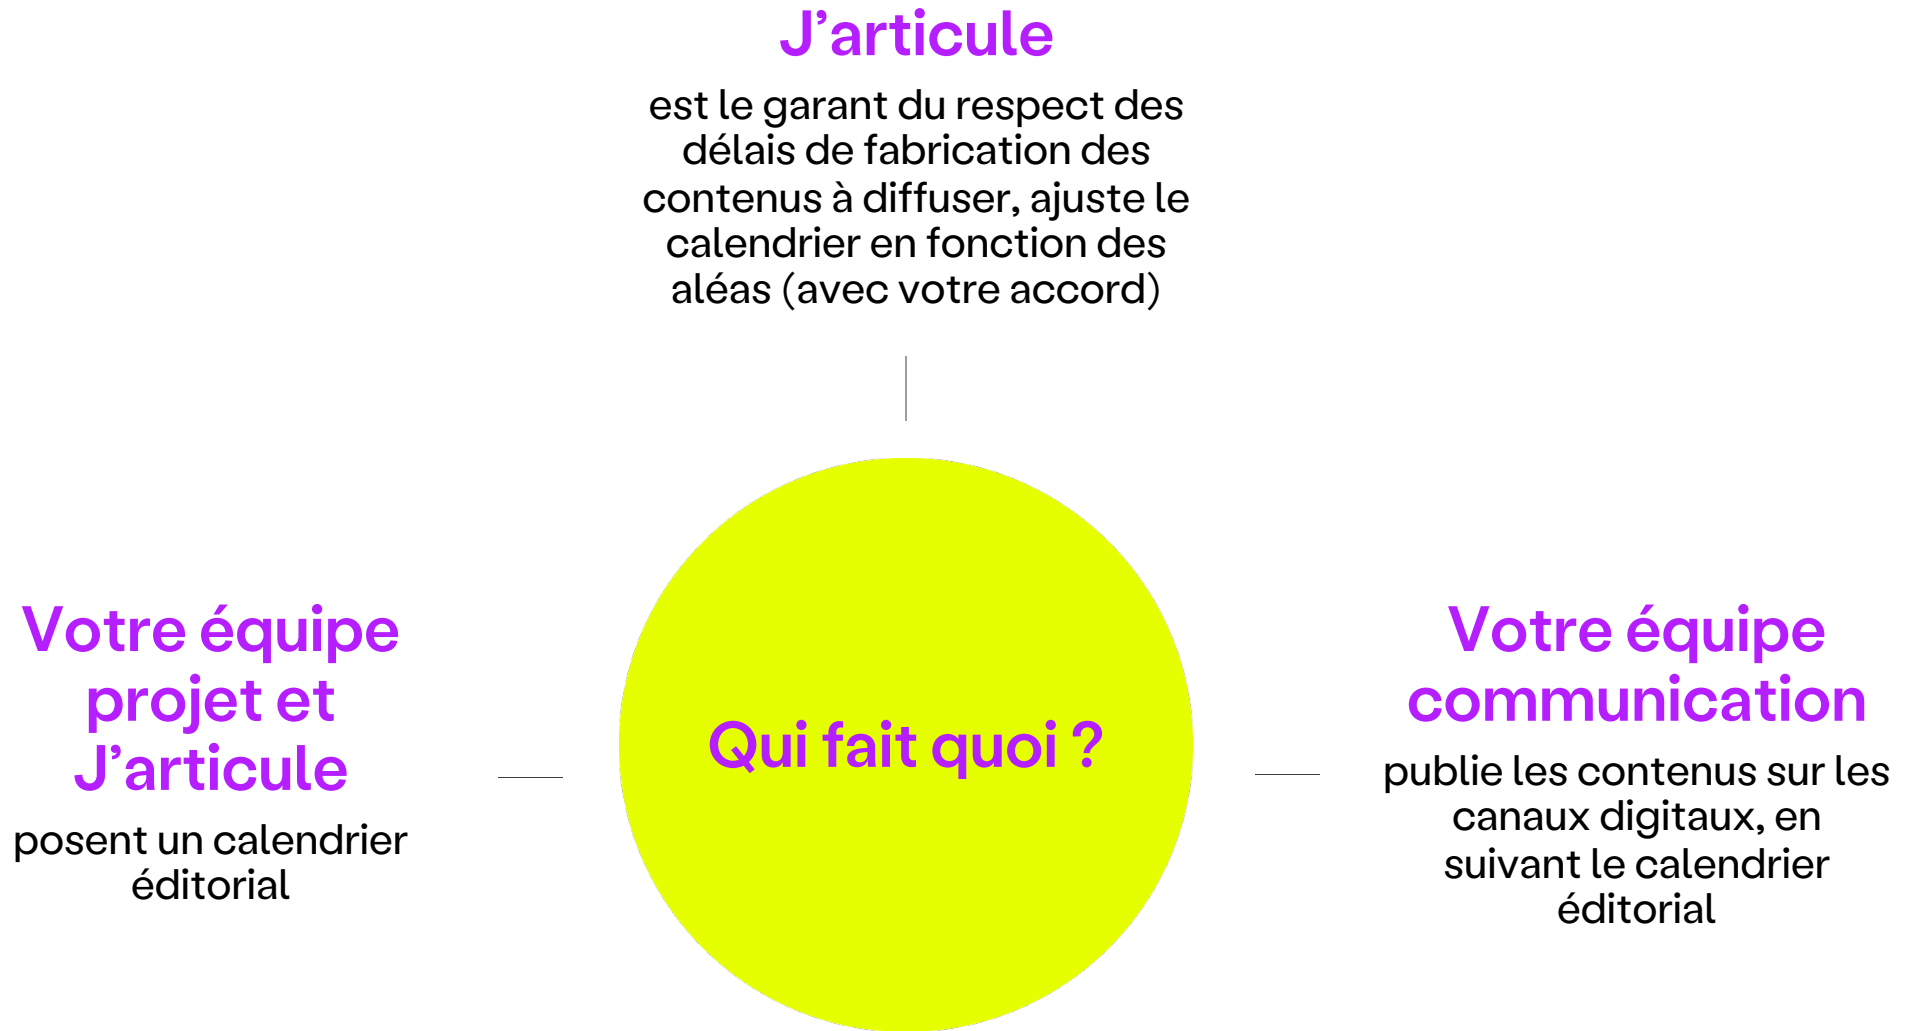 J’articule
est le garant du respect des
délais de fabrication des
contenus à diffuser, ajuste le
calendrier en fonction des
aléas (avec votre accord)
Votre équipe
projet et
J’articule
posent un calendrier
éditorial
Qui fait quoi ?
Votre équipe
communication
publie les contenus sur les
canaux digitaux, en
suivant le calendrier
éditorial